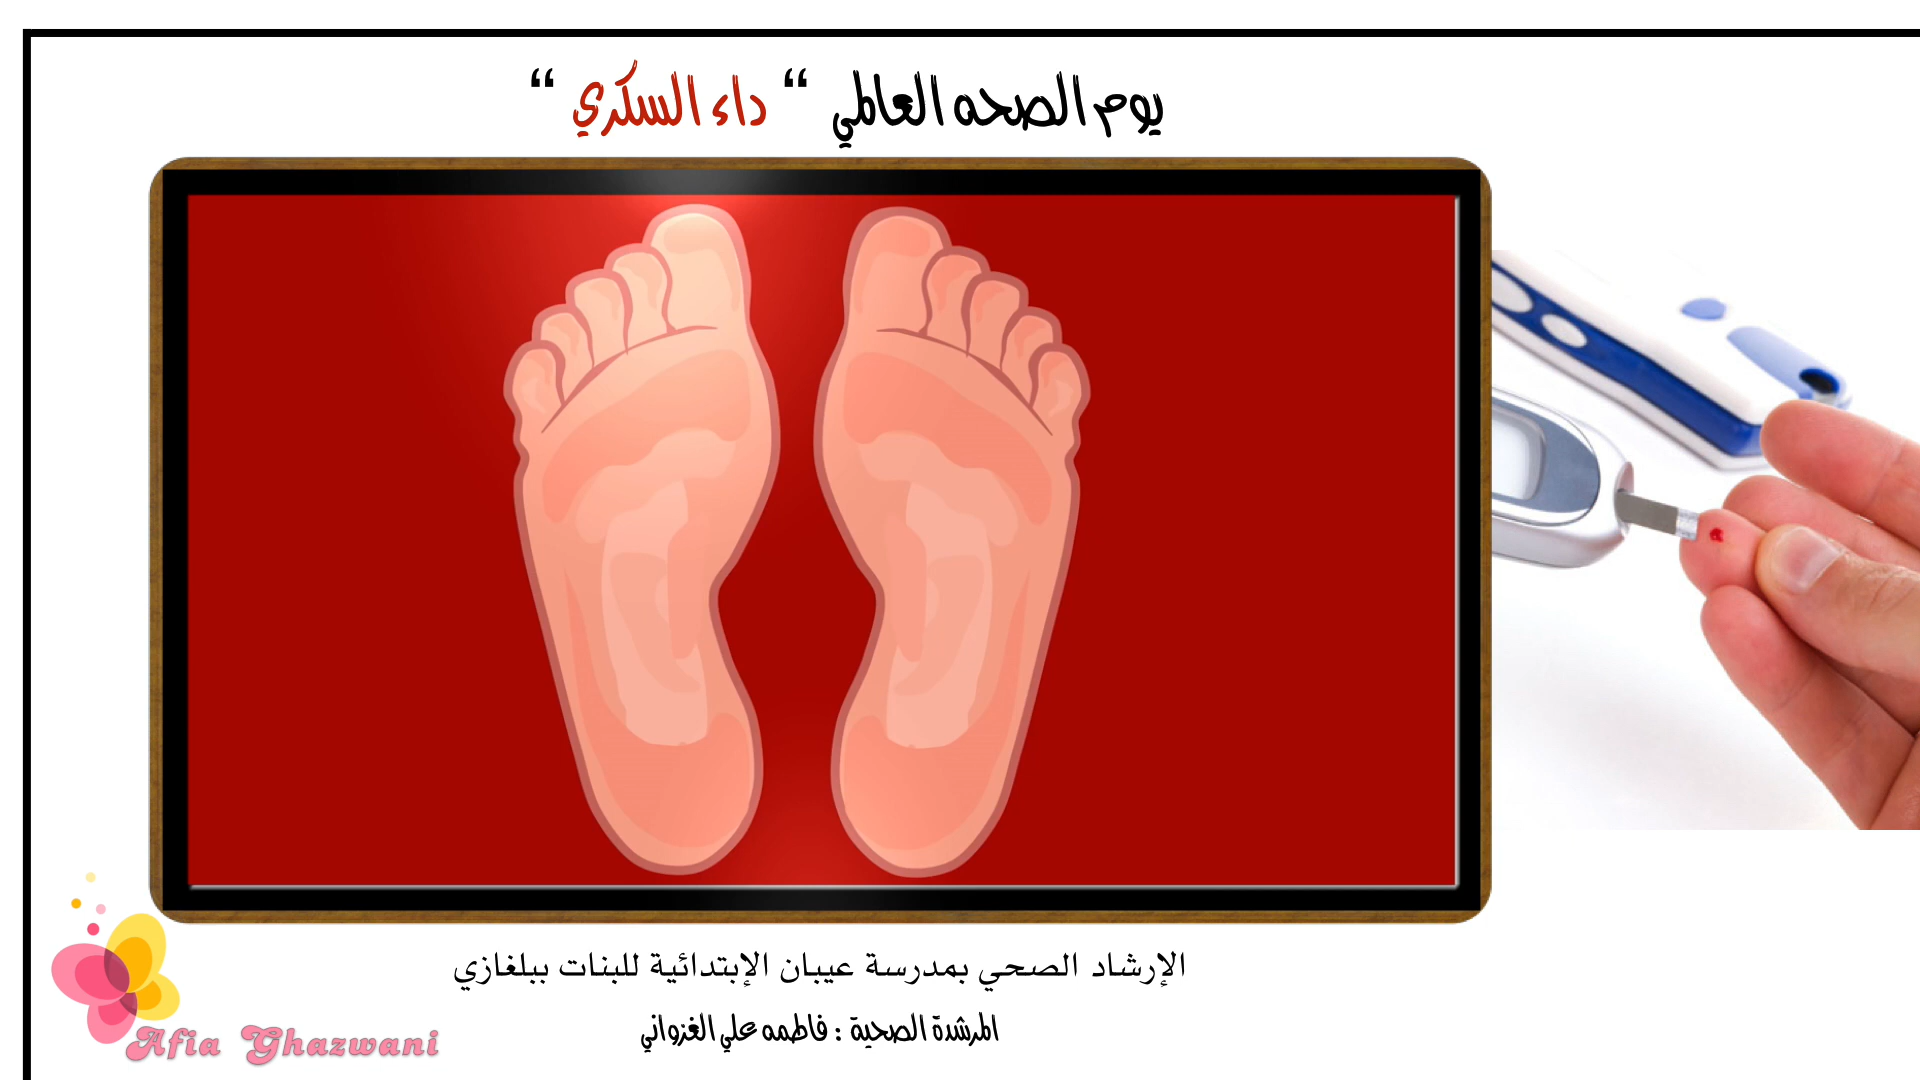 يوم الصحه العالمي “ داء السكري “
الإرشاد الصحي بمدرسة عيبان الإبتدائية للبنات ببلغازي
المرشدة الصحية : فاطمه علي الغزواني
Afia Ghazwani